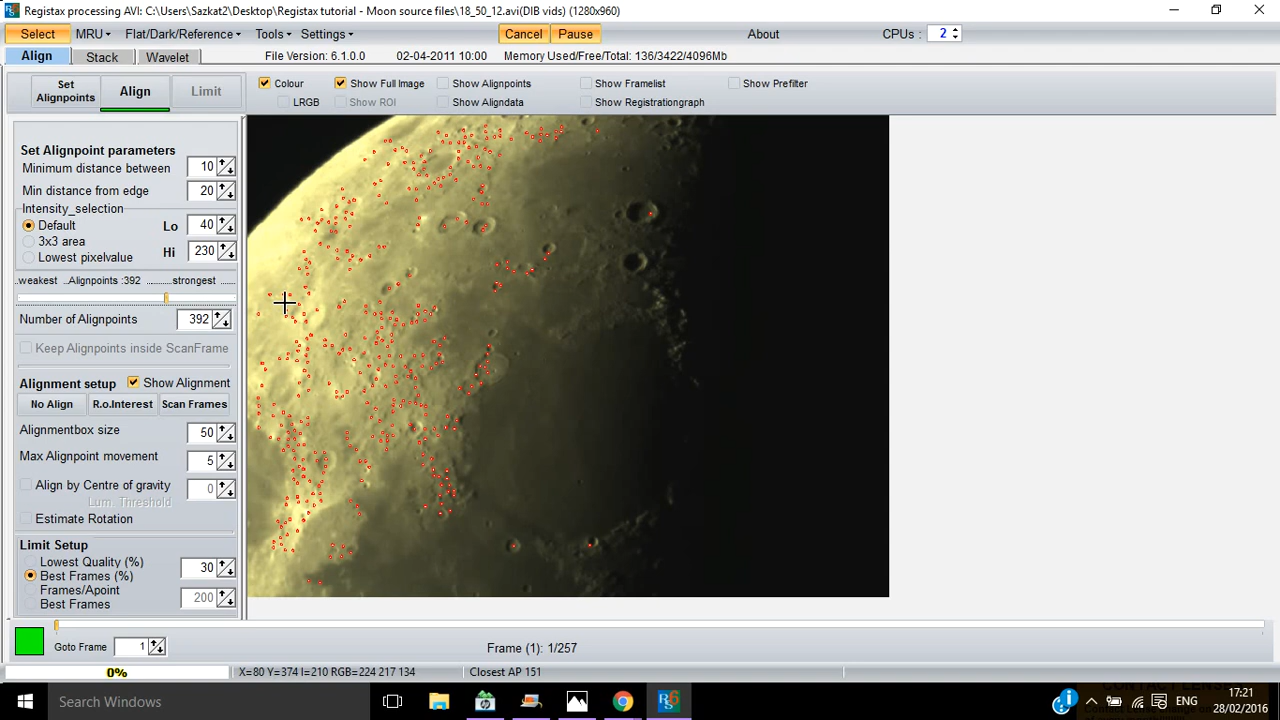 Registax processing AVI: C:\Users\Sazkat2\Desktop\Registax tutorial - Moon source files\18_50_12.avi(DIB vids) (1280x960)
Select MRU Flat/Dark/Reference Tools Settings Cancel Pause About CPUs: 2
Align Stack Wavelet File Version: 6.1.0.0 02-04-2011 10:00 Memory Used/Free/Total: 136/3422/4096Mb
Set Alignpoints Align Limit
Colour Show Full Image Show Alignpoints Show Framelist Show Prefilter
LRGB Show ROI Show Aligndata Show Registrationgraph
Set Alignpoint parameters
Minimum distance between 10
Min distance from edge 20
Intensity_selection
Default Lo 40
3x3 area
Lowest pixelvalue Hi 230
weakest ..Alignpoints :392 ......strongest
Number of Alignpoints 392
Keep Alignpoints inside ScanFrame
Alignment setup Show Alignment
No Align R.o.Interest Scan Frames
Alignmentbox size 50
Max Alignpoint movement 5
Align by Centre of gravity 0
Lum. Threshold
Estimate Rotation
Limit Setup
Lowest Quality (%)
Best Frames (%) 30
Frames/Apoint
Best Frames 200
Goto Frame 1 Frame (1): 1/257
0% X=80 Y=374 I=210 RGB=224 217 134 Closest AP 151
Search Windows
ENG
17:21
28/02/2016